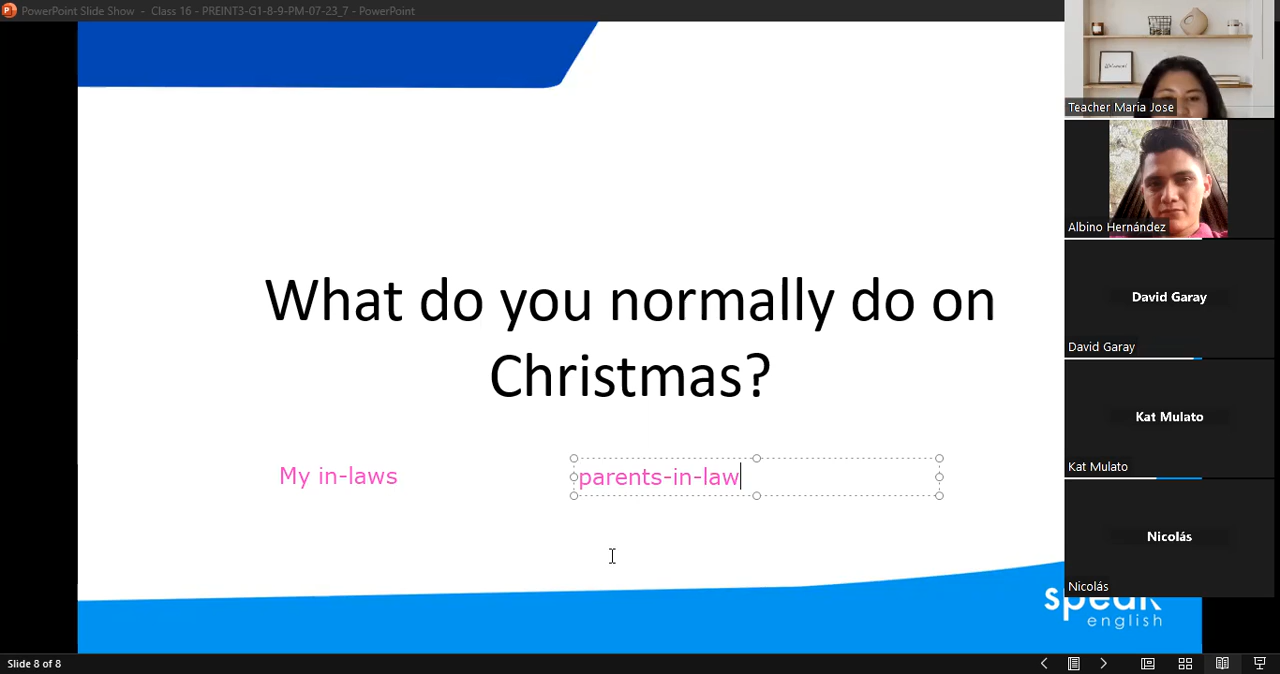 PowerPoint Slide Show - Class 16 - PREINT3-G1-8-9-PM-07-23_7 - PowerPoint
Teacher Maria Jose
Albino Hernández
David Garay
David Garay
Kat Mulato
Kat Mulato
Nicolás
Nicolás
What do you normally do on
Christmas?
My in-laws
parents-in-law
speak
english
Slide 8 of 8